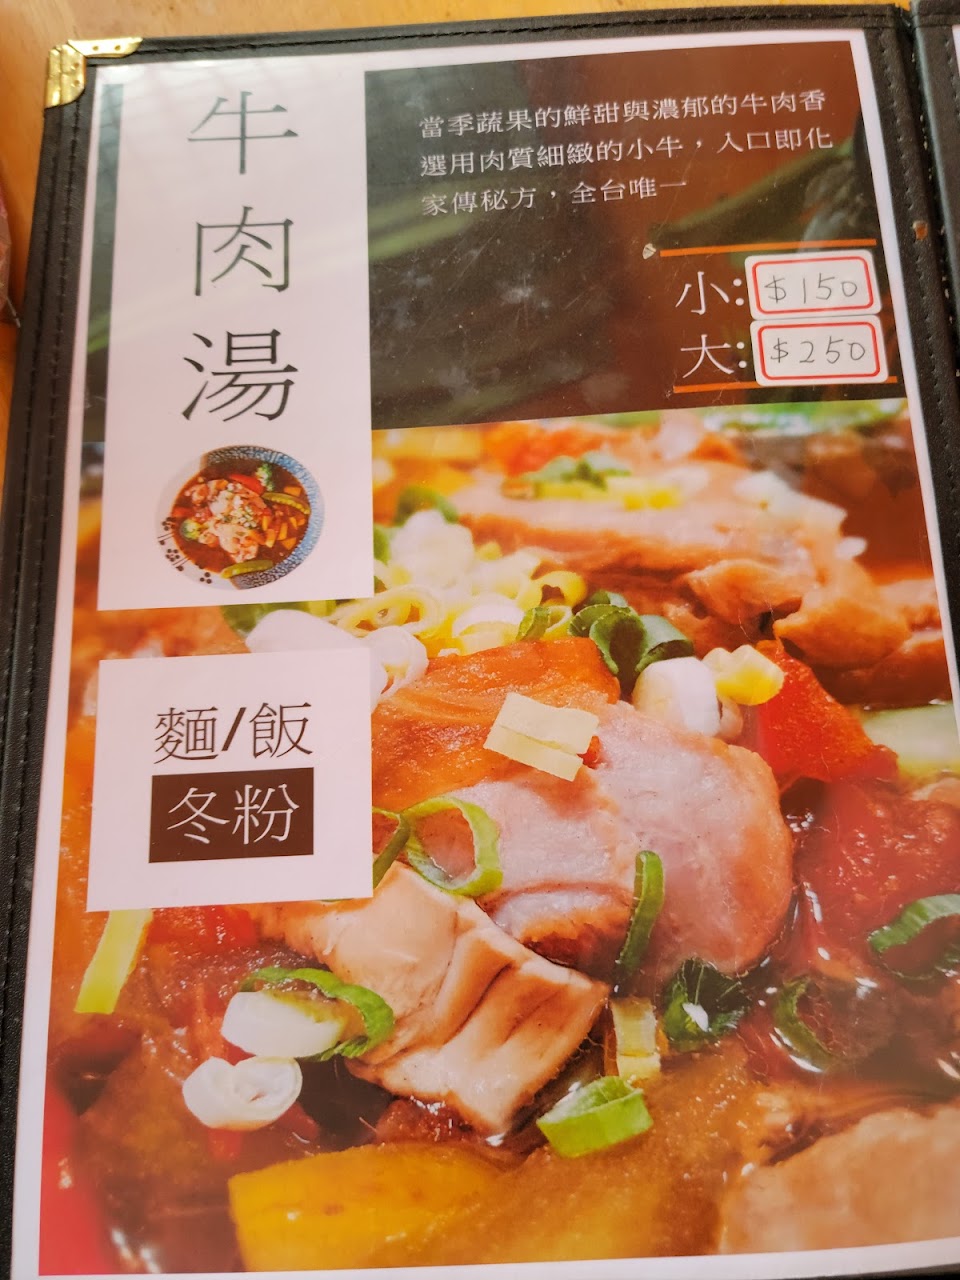 牛肉湯
當季蔬果的鮮甜與濃郁的牛肉香
選用肉質細緻的小牛，入口即化
家傳秘方，全台唯一
小：$150
大：$250
麵/飯
冬粉